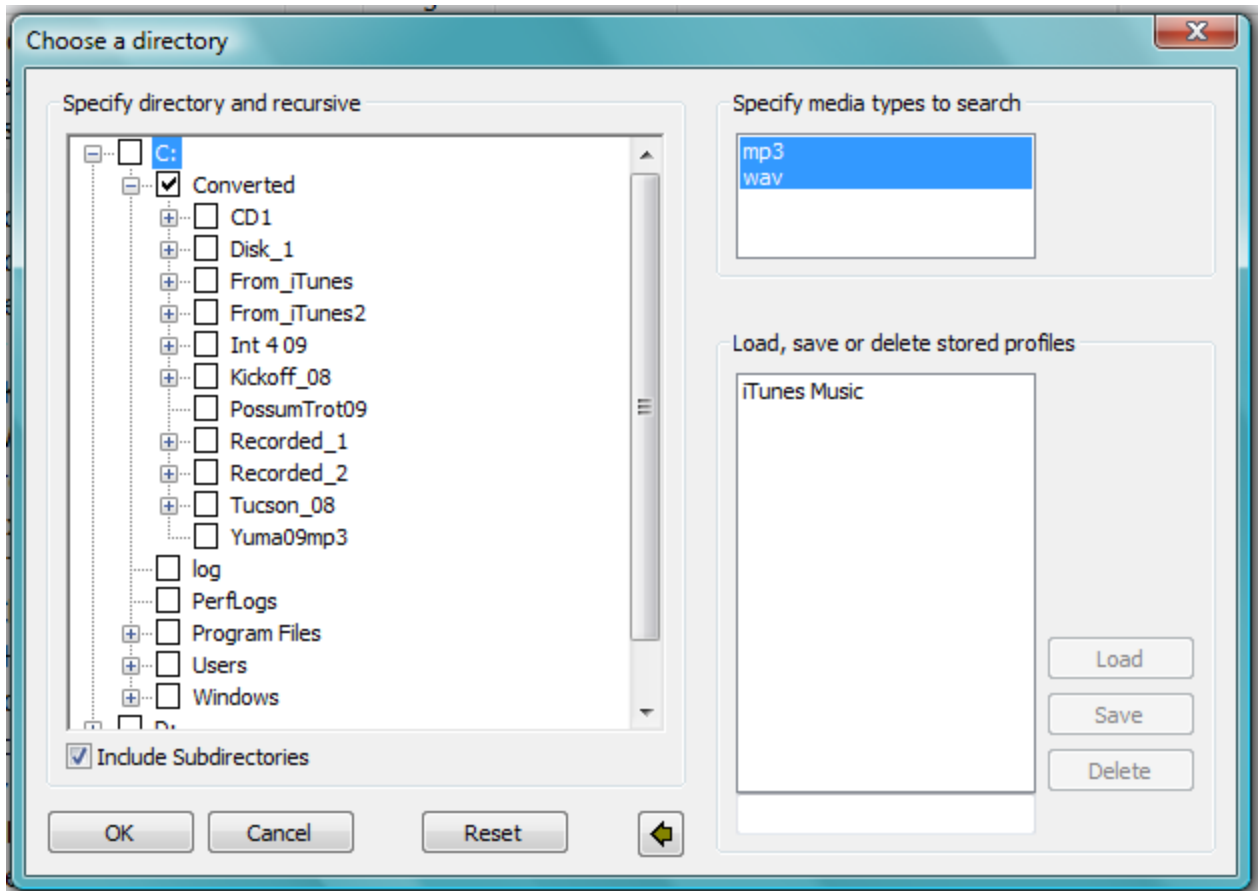 Choose a directory
Specify directory and recursive
C:
Converted
CD1
Disk_1
From_iTunes
From_iTunes2
Int 4 09
Kickoff_08
PossumTrot09
Recorded_1
Recorded_2
Tucson_08
Yuma09mp3
log
PerfLogs
Program Files
Users
Windows
Include Subdirectories
OK
Cancel
Reset
Specify media types to search
mp3
wav
Load, save or delete stored profiles
iTunes Music
Load
Save
Delete